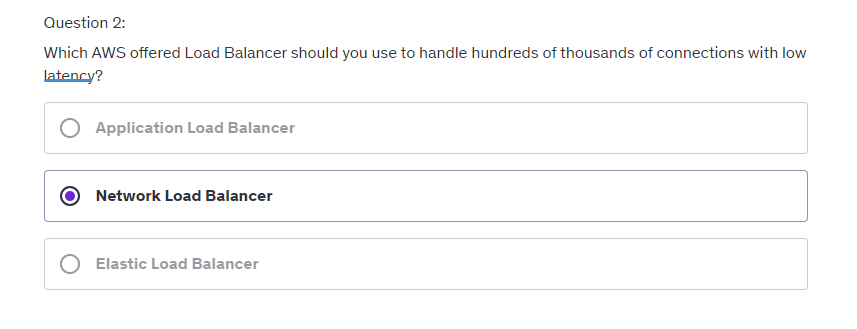 Question 2:
Which AWS offered Load Balancer should you use to handle hundreds of thousands of connections with low
latency?
Application Load Balancer
Network Load Balancer
Elastic Load Balancer